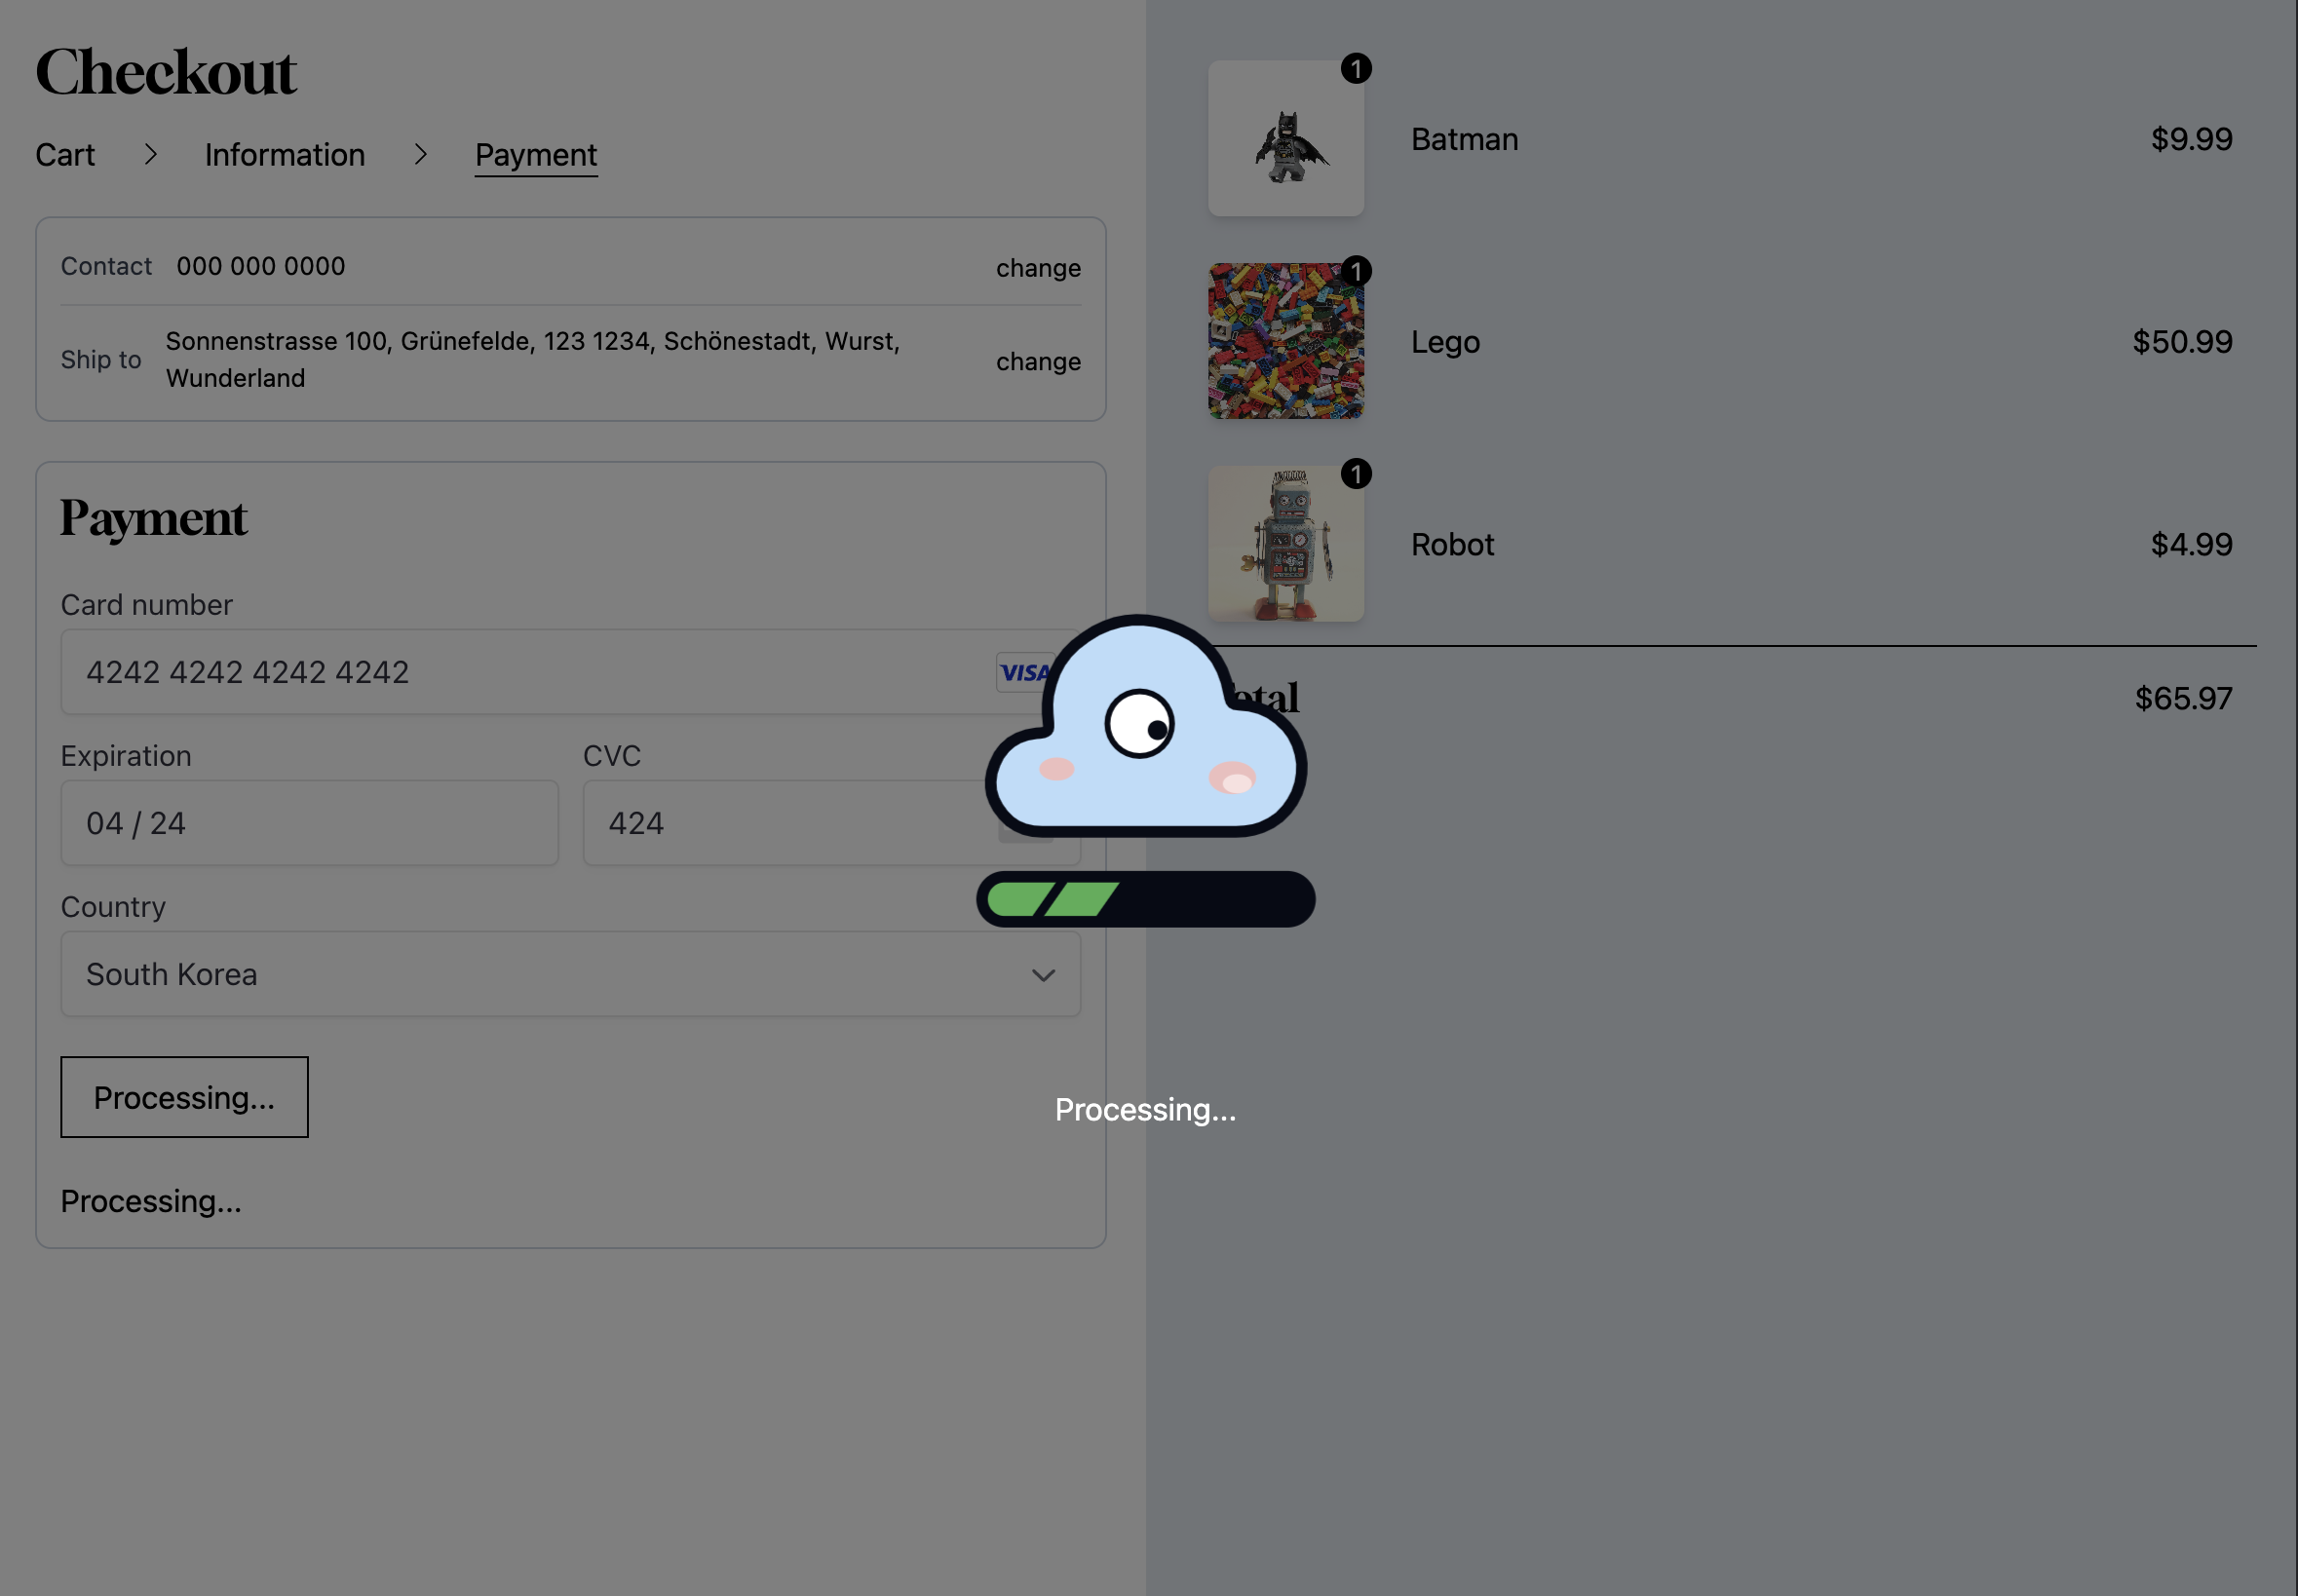 Checkout
Cart > Information > Payment
Contact 000 000 0000 change
Ship to Sonnenstrasse 100, Grünefelde, 123 1234, Schönestadt, Wurst,
Wunderland change
Payment
Card number
4242 4242 4242 4242 VISA
Expiration CVC
04 / 24 424
Country
South Korea
Processing...
Processing...
1
Batman $9.99
1
Lego $50.99
1
Robot $4.99
Total $65.97
Processing...